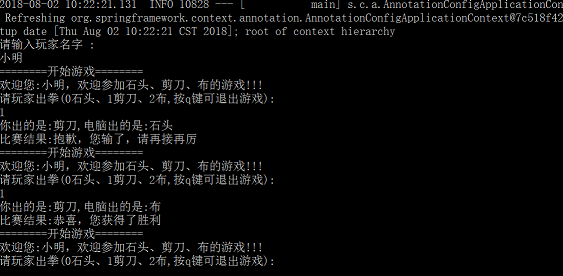 2018-08-02 10:22:21.131  INFO 10828 --- [           main] s.c.a.AnnotationConfigApplicationCon
 Refreshing org.springframework.context.annotation.AnnotationConfigApplicationContext@7c518f42
tup date [Thu Aug 02 10:22:21 CST 2018]; root of context hierarchy
请输入玩家名字 :
小明
========开始游戏========
欢迎您:小明，欢迎参加石头、剪刀、布的游戏!!!
请玩家出拳(0石头、1剪刀、2布,按q键可退出游戏):
1
你出的是:剪刀,电脑出的是:石头
比赛结果:抱歉，您输了，请再接再厉
========开始游戏========
欢迎您:小明，欢迎参加石头、剪刀、布的游戏!!!
请玩家出拳(0石头、1剪刀、2布,按q键可退出游戏):
1
你出的是:剪刀,电脑出的是:布
比赛结果:恭喜，您获得了胜利
========开始游戏========
欢迎您:小明，欢迎参加石头、剪刀、布的游戏!!!
请玩家出拳(0石头、1剪刀、2布,按q键可退出游戏):